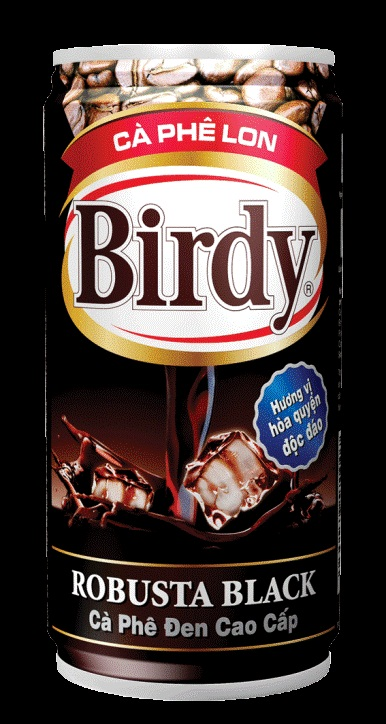 CÀ PHÊ LON
Birdy®
Hương vị
hòa quyện
độc đáo
ROBUSTA BLACK
Cà Phê Đen Cao Cấp